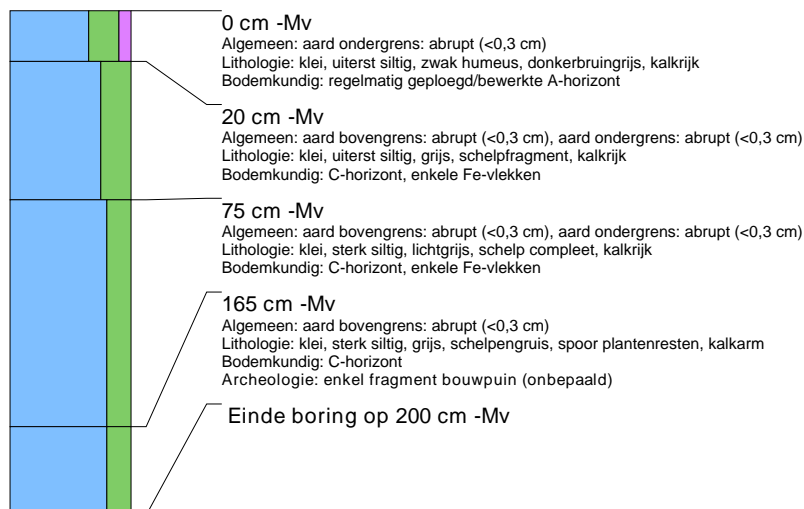 0 cm -Mv
Algemeen: aard ondergrens: abrupt (<0,3 cm)
Lithologie: klei, uiterst siltig, zwak humeus, donkerbruingrijs, kalkrijk
Bodemkundig: regelmatig geploegd/bewerkte A-horizont
20 cm -Mv
Algemeen: aard bovengrens: abrupt (<0,3 cm), aard ondergrens: abrupt (<0,3 cm)
Lithologie: klei, uiterst siltig, grijs, schelpfragment, kalkrijk
Bodemkundig: C-horizont, enkele Fe-vlekken
75 cm -Mv
Algemeen: aard bovengrens: abrupt (<0,3 cm), aard ondergrens: abrupt (<0,3 cm)
Lithologie: klei, sterk siltig, lichtgrijs, schelp compleet, kalkrijk
Bodemkundig: C-horizont, enkele Fe-vlekken
165 cm -Mv
Algemeen: aard bovengrens: abrupt (<0,3 cm)
Lithologie: klei, sterk siltig, grijs, schelpengruis, spoor plantenresten, kalkarm
Bodemkundig: C-horizont
Archeologie: enkel fragment bouwpuin (onbepaald)
Einde boring op 200 cm -Mv